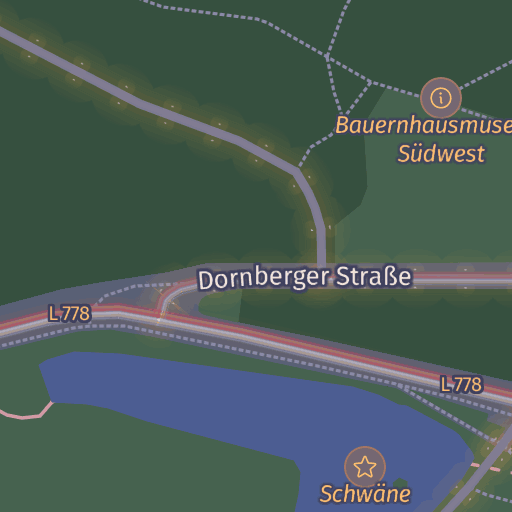 Bauernhausmuse
Südwest
Dornberger Straße
L 778
L 778
Schwäne